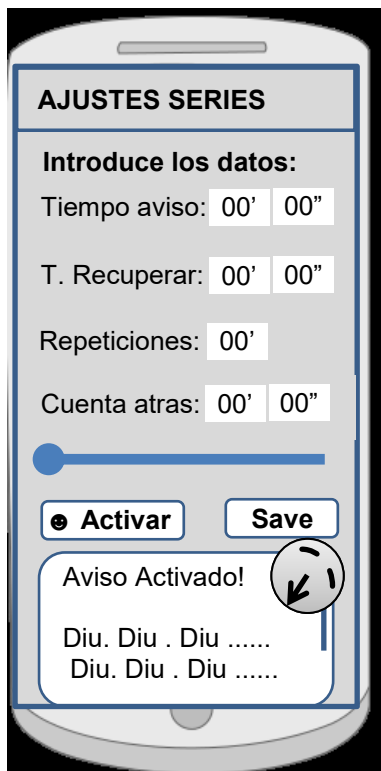 AJUSTES SERIES
Introduce los datos:
Tiempo aviso: 00’ 00”
T. Recuperar: 00’ 00”
Repeticiones: 00’
Cuenta atras: 00’ 00”
☻ Activar Save
Aviso Activado!
Diu. Diu . Diu ......
Diu. Diu . Diu ......